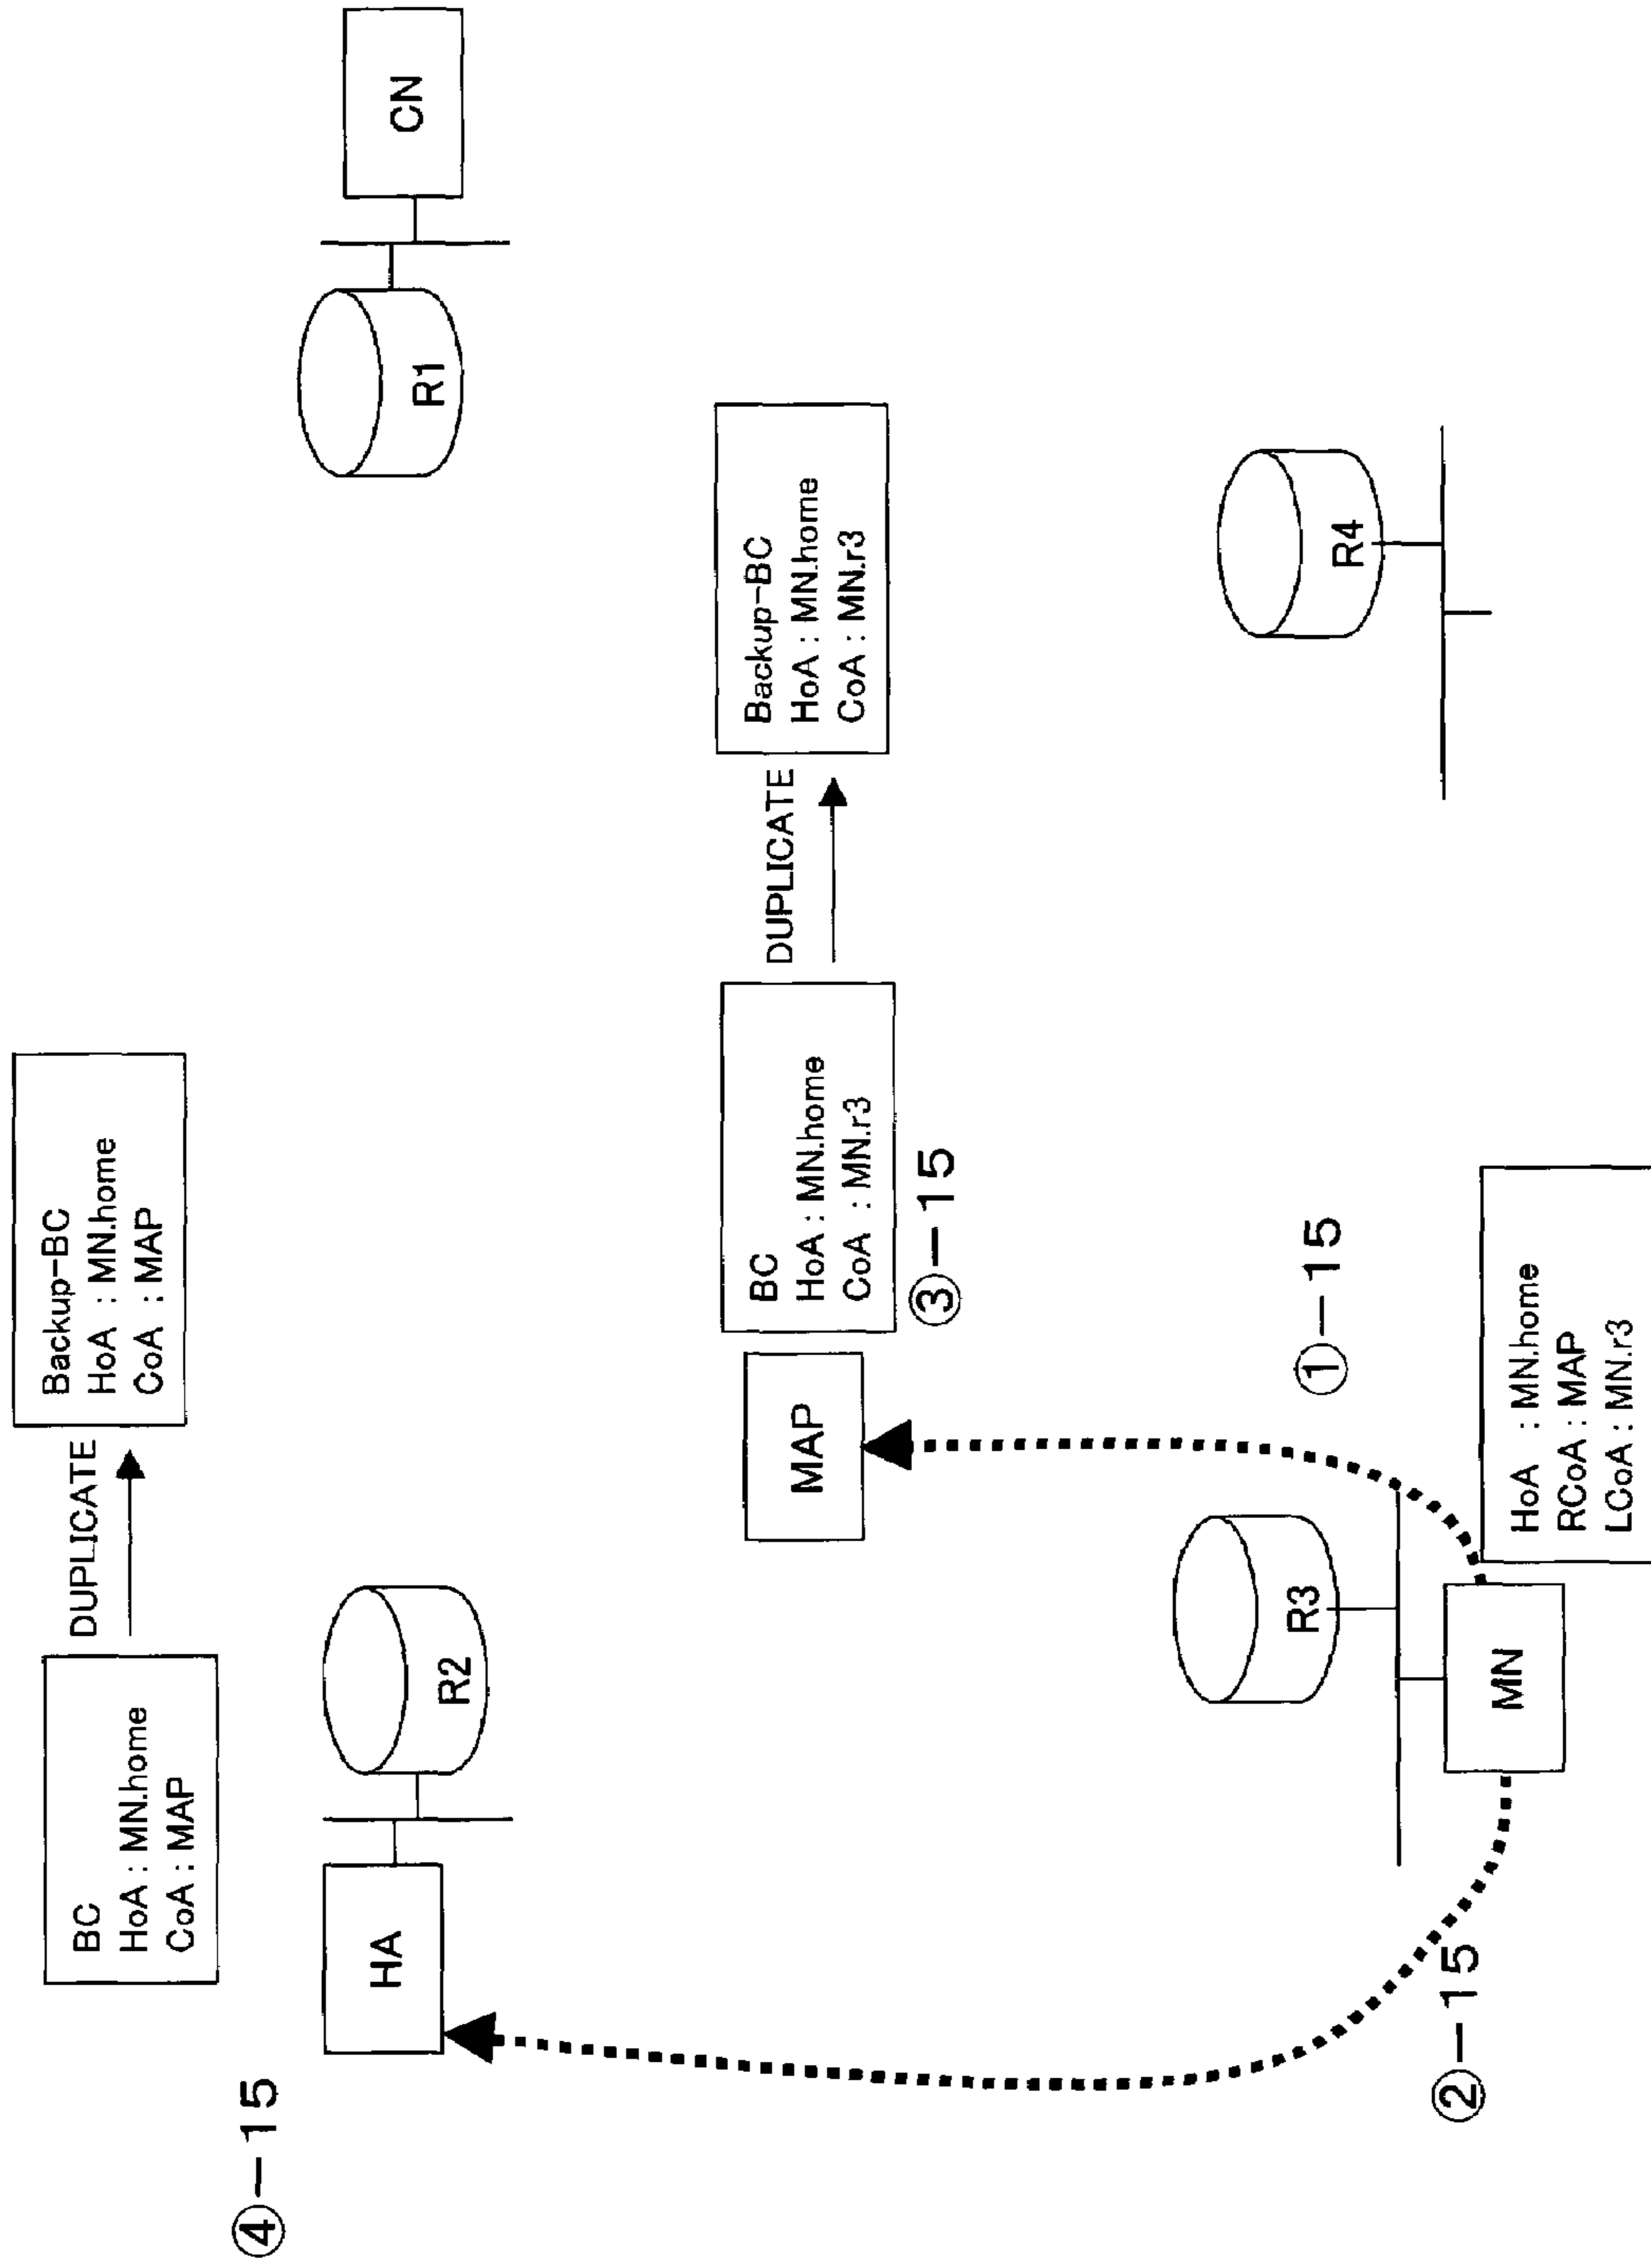 ④-15
BC
HoA : MN.home
CoA : MAP
DUPLICATE
Backup-BC
HoA : MN.home
CoA : MAP
HA
R2
R1
CN
MAP
BC
HoA : MN.home
CoA : MN.r3
③-15
DUPLICATE
Backup-BC
HoA : MN.home
CoA : MN.r3
②-15
R3
①-15
R4
MN
HoA : MN.home
RCoA : MAP
LCoA : MN.r3